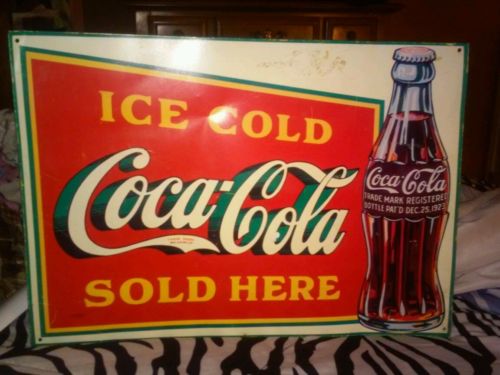 ICE COLD
Coca-Cola
SOLD HERE
Coca-Cola
TRADE MARK REGISTERED
BOTTLE PAT'D DEC. 25, 1923